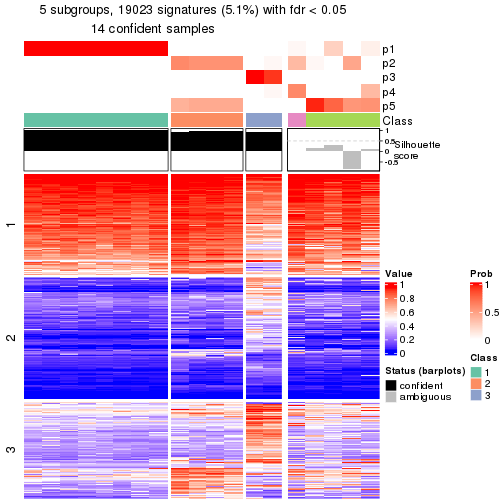 5 subgroups, 19023 signatures (5.1%) with fdr < 0.05
14 confident samples
p1
p2
p3
p4
p5
Class
1
0.5
0
-0.5
Silhouette
score
1
2
3
Value
1
0.8
0.6
0.4
0.2
0
Status (barplots)
confident
ambiguous
Prob
1
0.5
0
Class
1
2
3